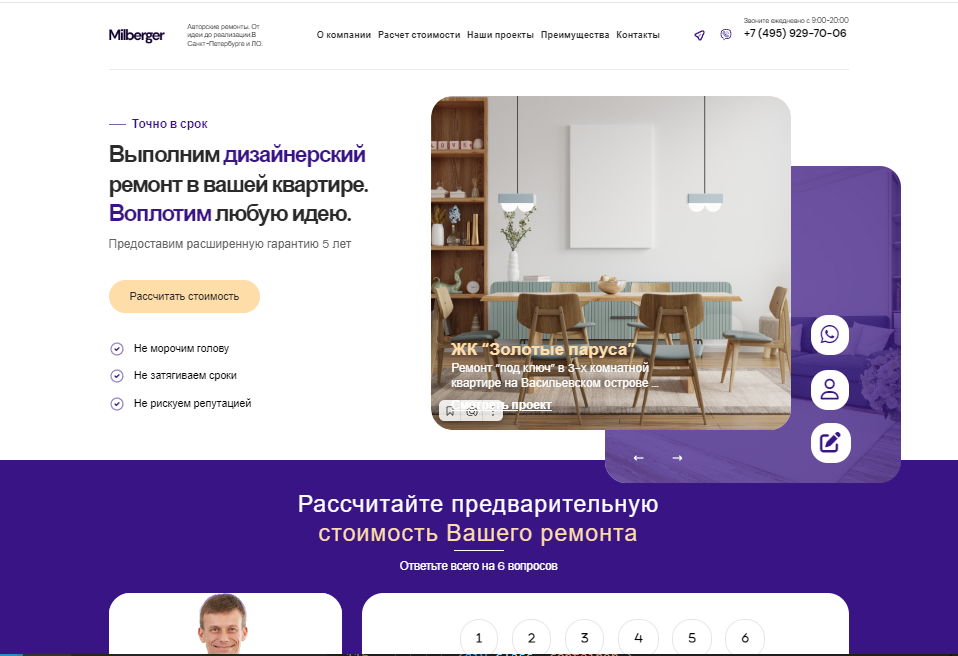 Milberger
Авторские ремонты. От
идеи до реализации.В
Санкт-Петербурге и ЛО.
О компании
Расчет стоимости
Наши проекты
Преимущества
Контакты
Звоните ежедневно с 9:00-20:00
+7 (495) 929-70-06
Точно в срок
Выполним дизайнерский
ремонт в вашей квартире.
Воплотим любую идею.
Предоставим расширенную гарантию 5 лет
Рассчитать стоимость
Не морочим голову
Не затягиваем сроки
Не рискуем репутацией
ЖК “Золотые паруса”
Ремонт “под ключ” в 3-х комнатной
квартире на Васильевском острове ...
Смотреть проект
Рассчитайте предварительную
стоимость Вашего ремонта
Ответьте всего на 6 вопросов
1 2 3 4 5 6